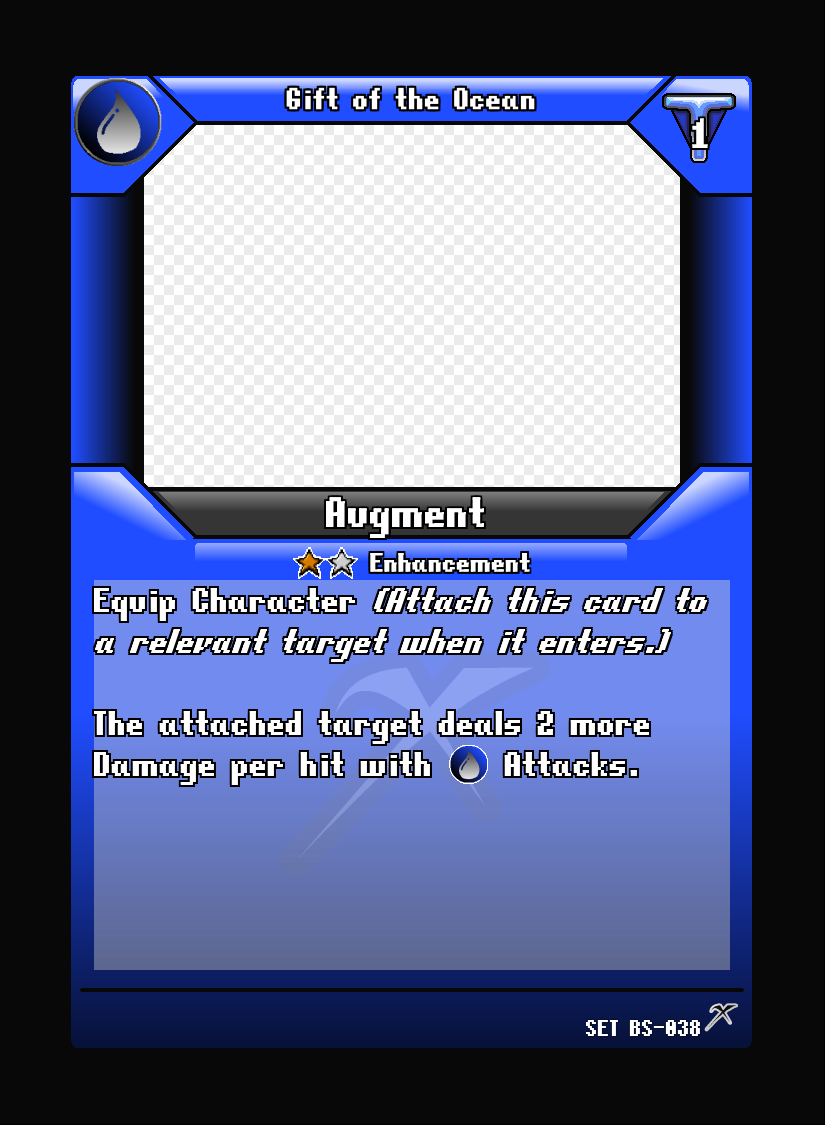 Gift of the Ocean
1
Augment
Enhancement
Equip Character (Attach this card to
a relevant target when it enters.)
The attached target deals 2 more
Damage per hit with Attacks.
SET BS-038